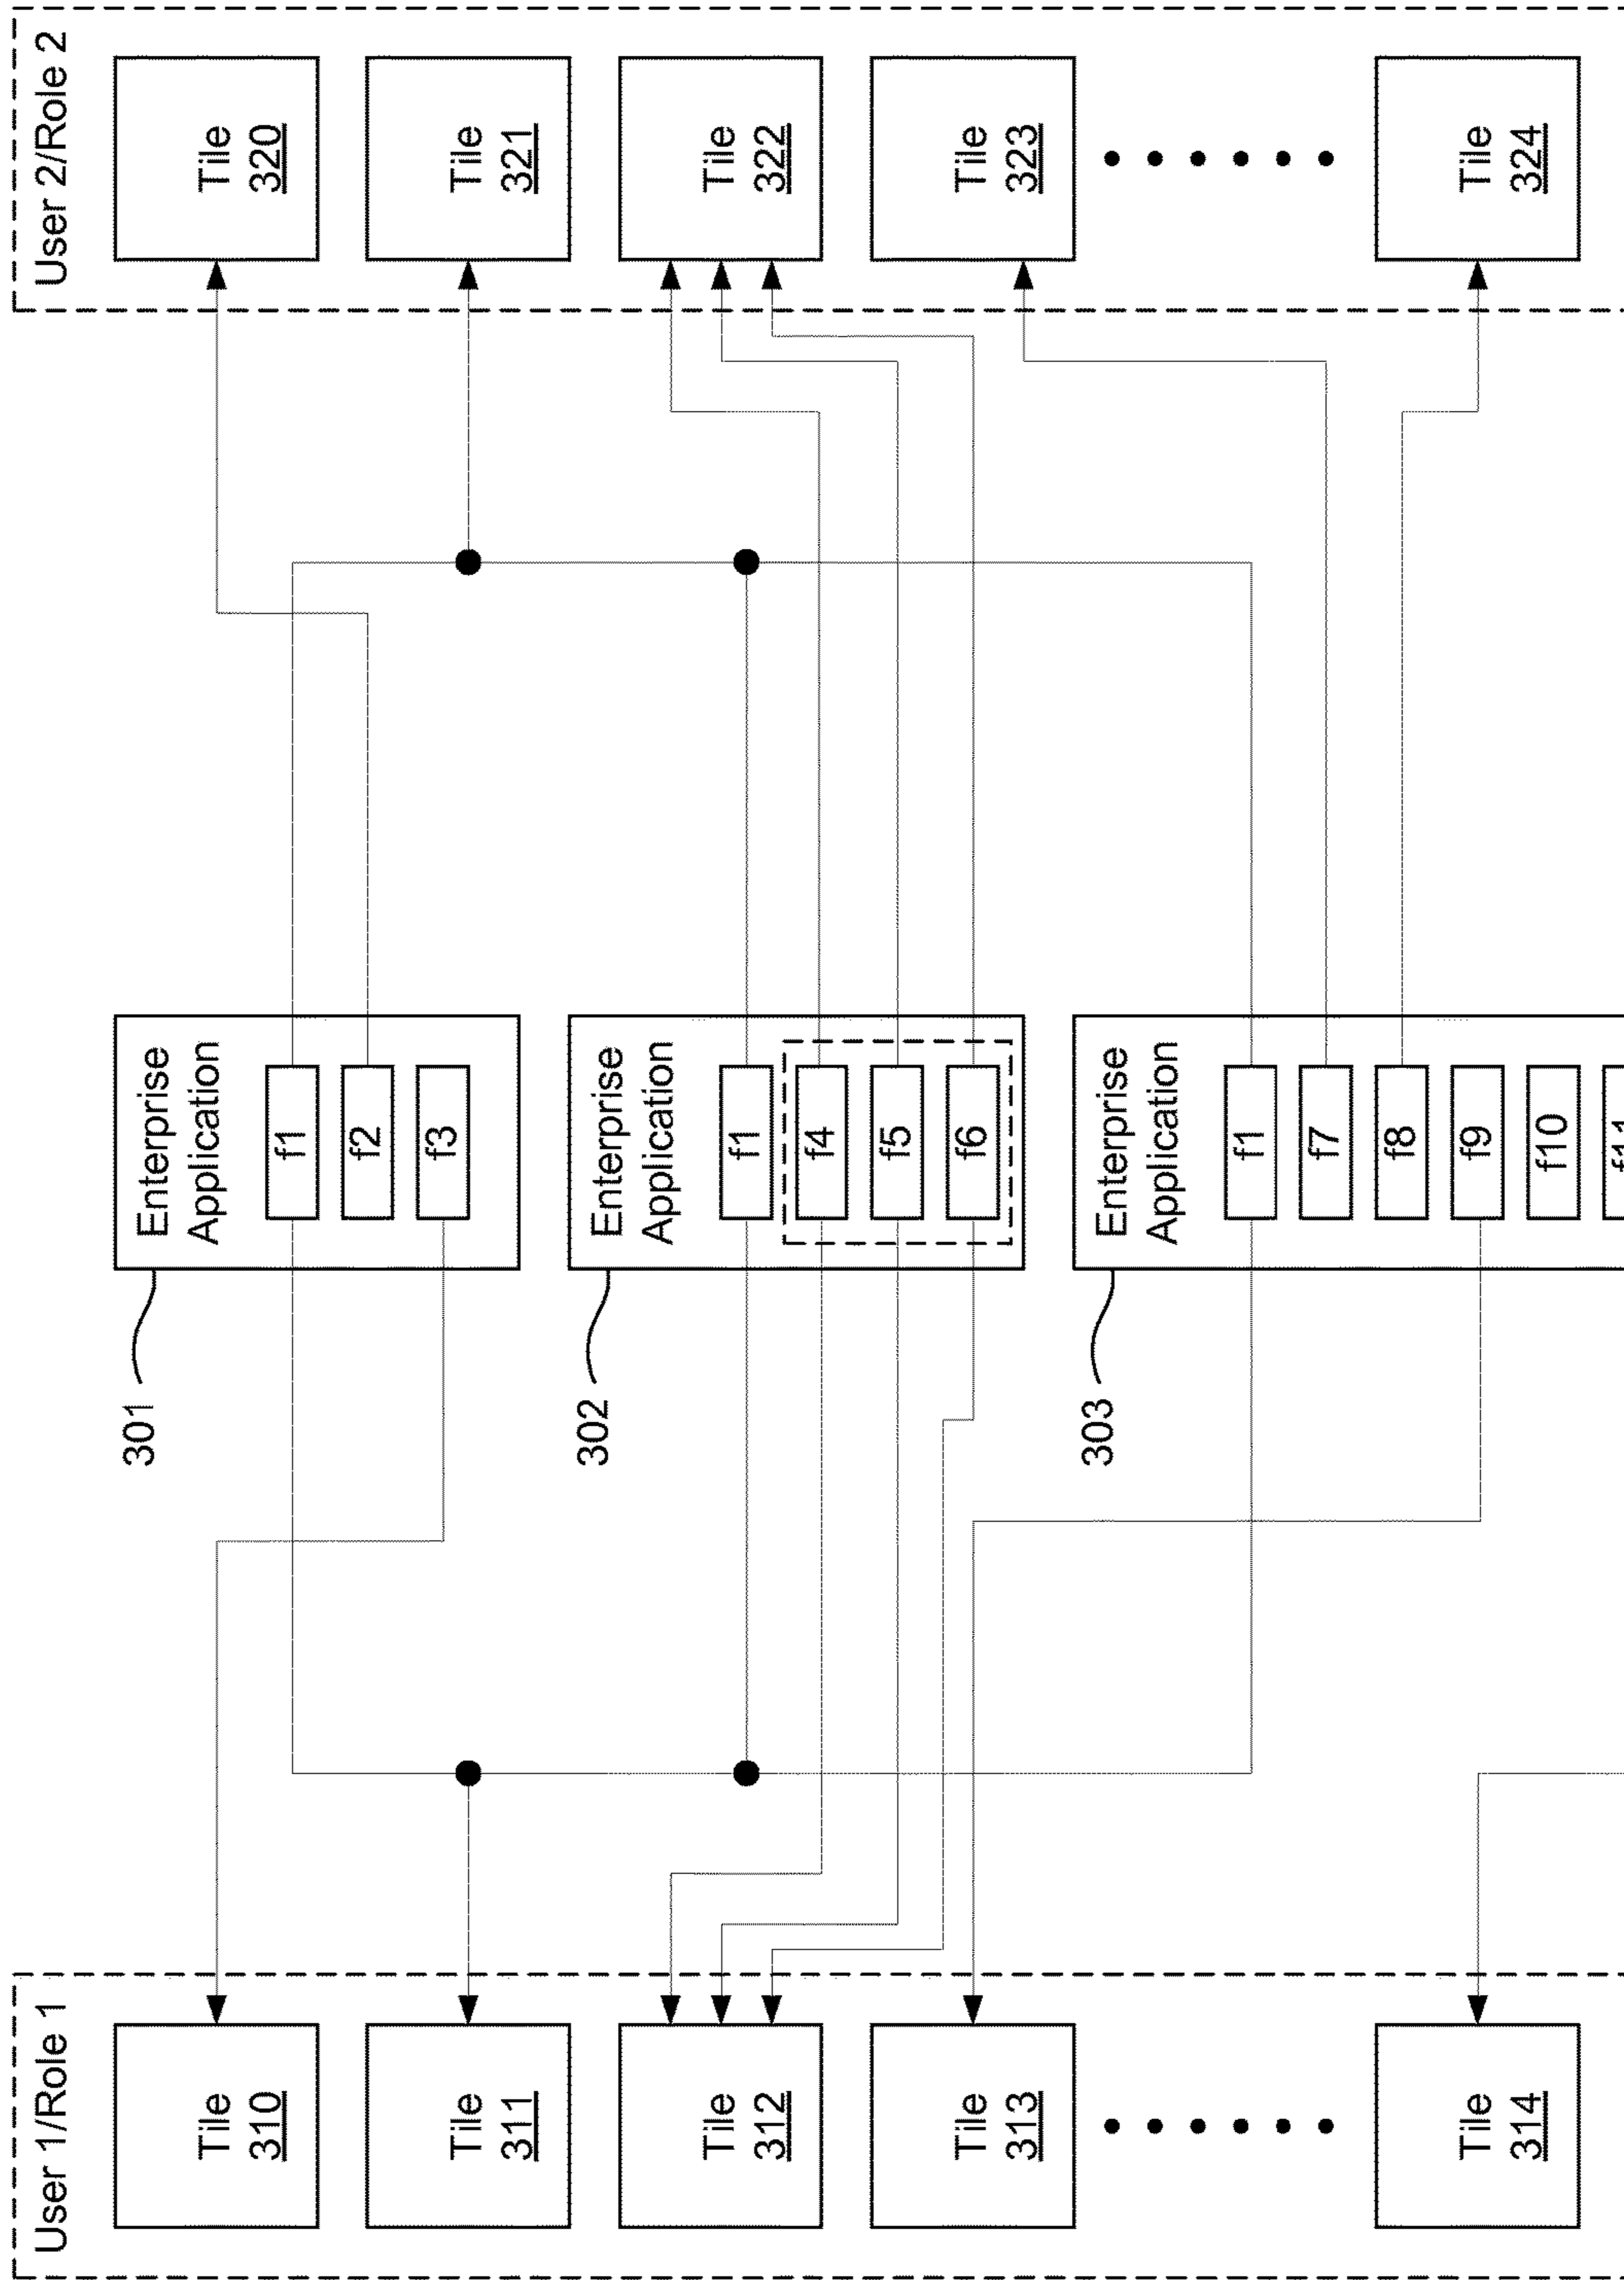 User 1/Role 1
Tile
310
Tile
311
Tile
312
Tile
313
Tile
314
301
Enterprise
Application
f1
f2
f3
302
Enterprise
Application
f1
f4
f5
f6
303
Enterprise
Application
f1
f7
f8
f9
f10
f11
User 2/Role 2
Tile
320
Tile
321
Tile
322
Tile
323
Tile
324